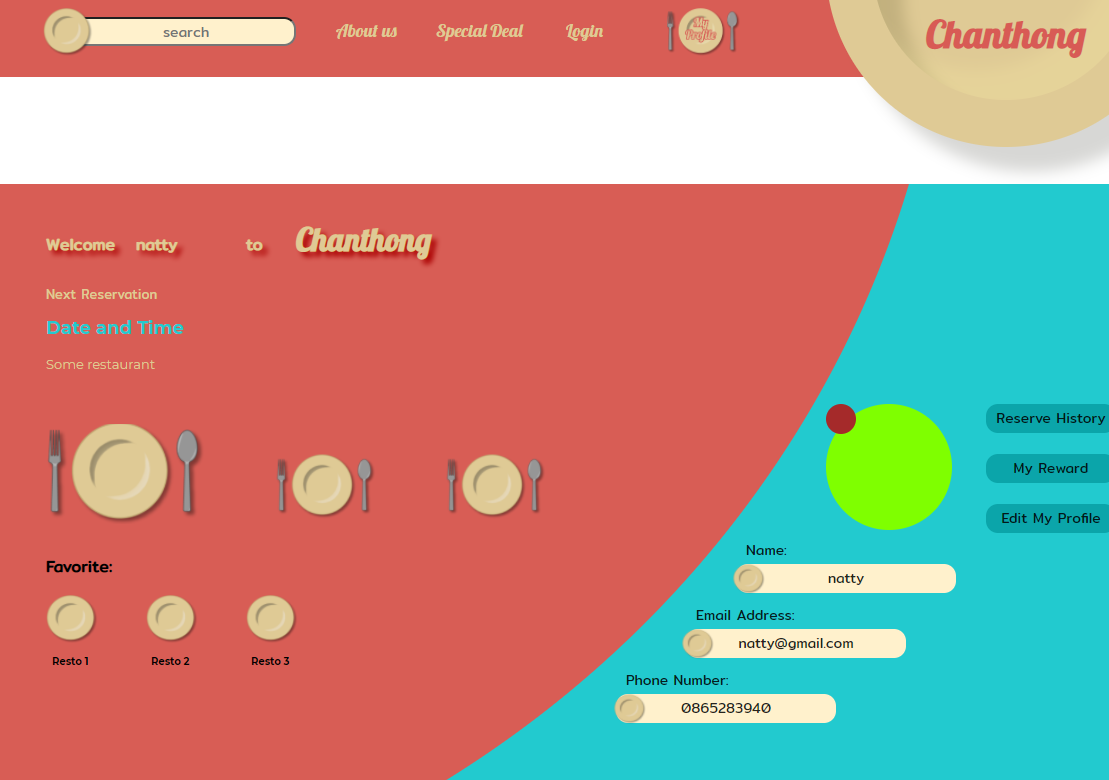 search
About us
Special Deal
Login
My
Profile
Chanthong
Welcome natty to Chanthong
Next Reservation
Date and Time
Some restaurant
Reserve History
My Reward
Edit My Profile
Name:
natty
Email Address:
natty@gmail.com
Phone Number:
0865283940
Favorite:
Resto 1
Resto 2
Resto 3